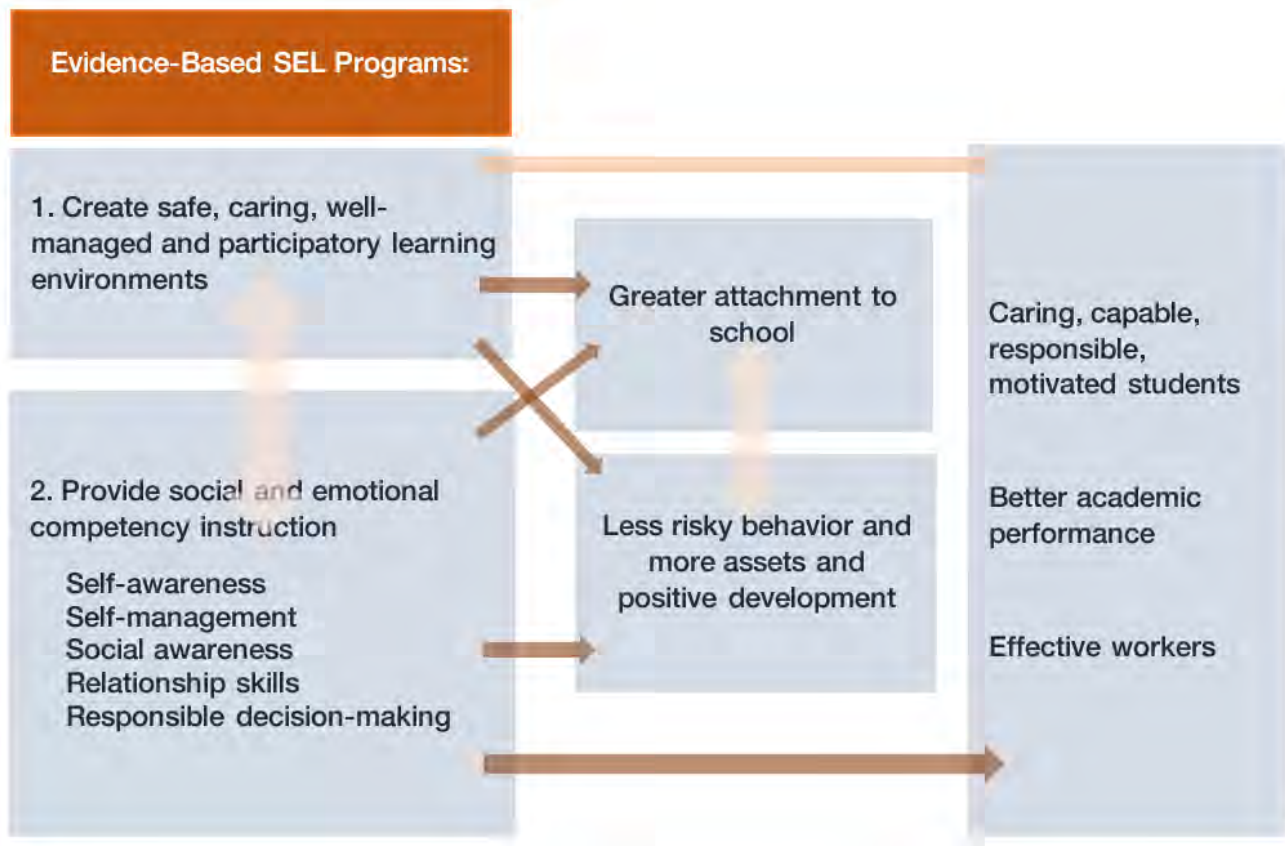 Evidence-Based SEL Programs:
1. Create safe, caring, well-
managed and participatory learning
environments
2. Provide social and emotional
competency instruction
Self-awareness
Self-management
Social awareness
Relationship skills
Responsible decision-making
Greater attachment to
school
Less risky behavior and
more assets and
positive development
Caring, capable,
responsible,
motivated students
Better academic
performance
Effective workers